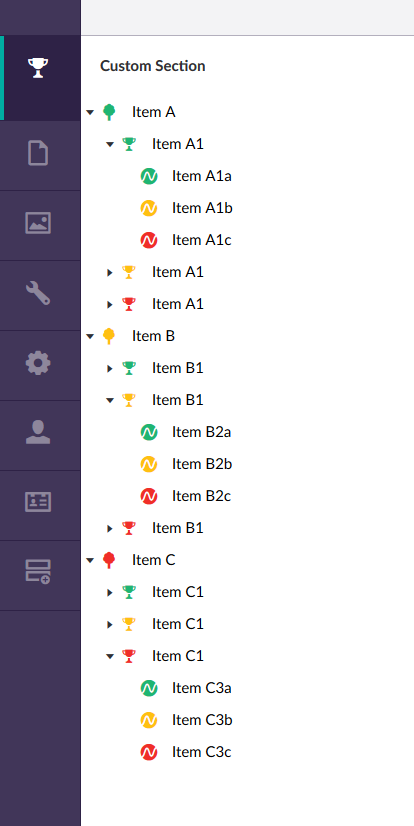 Custom Section
Item A
Item A1
Item A1a
Item A1b
Item A1c
Item A1
Item A1
Item B
Item B1
Item B1
Item B2a
Item B2b
Item B2c
Item B1
Item C
Item C1
Item C1
Item C1
Item C3a
Item C3b
Item C3c